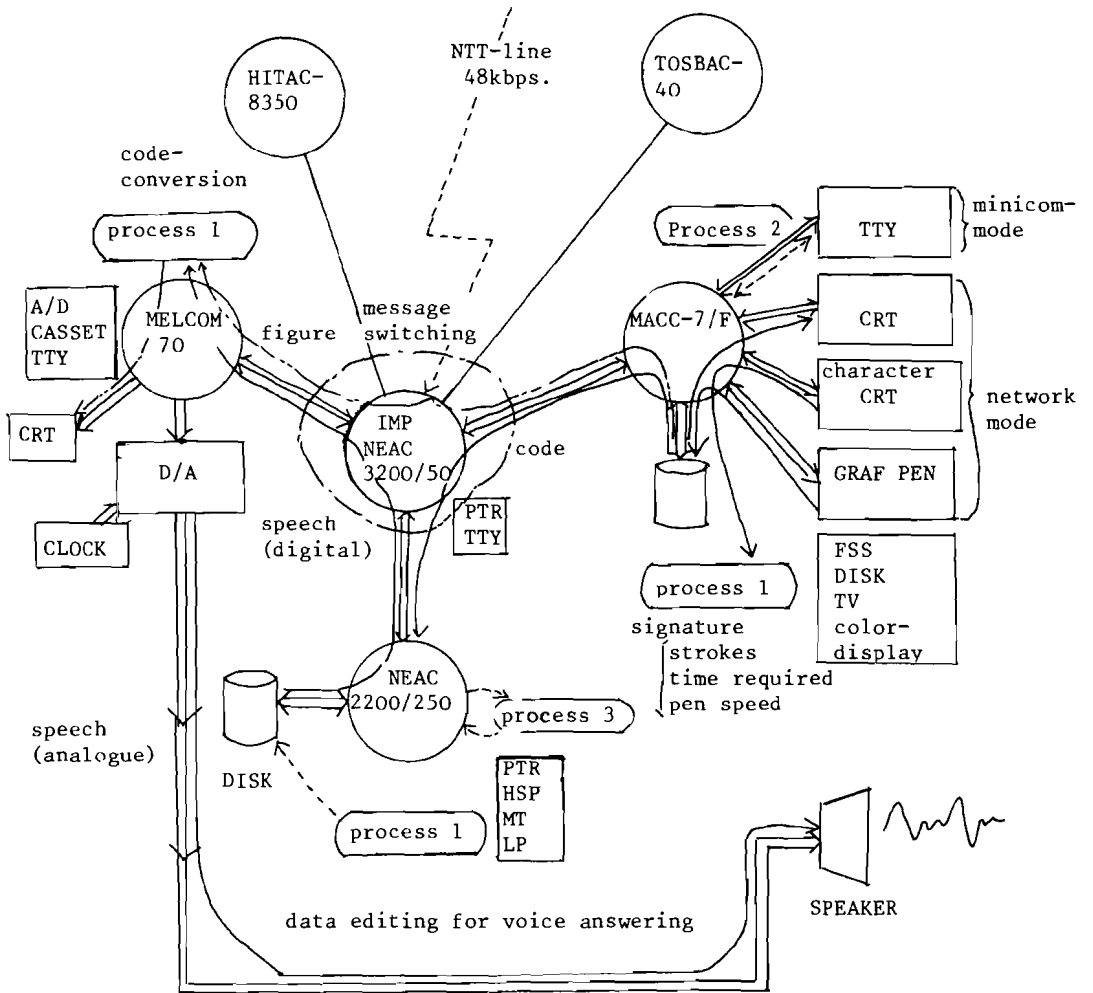 NTT-line
48kbps.
HITAC-
8350
TOSBAC-
40
code-
conversion
process 1
A/D
CASSET
TTY
MELCOM
70
figure
message
switching
Process 2
TTY
minicom-
mode
MACC-7/F
CRT
character
CRT
network
mode
GRAF PEN
CRT
D/A
CLOCK
IMP
NEAC
3200/50
code
speech
(digital)
PTR
TTY
process 1
signature
strokes
time required
pen speed
FSS
DISK
TV
color-
display
NEAC
2200/250
process 3
speech
(analogue)
DISK
process 1
PTR
HSP
MT
LP
SPEAKER
data editing for voice answering